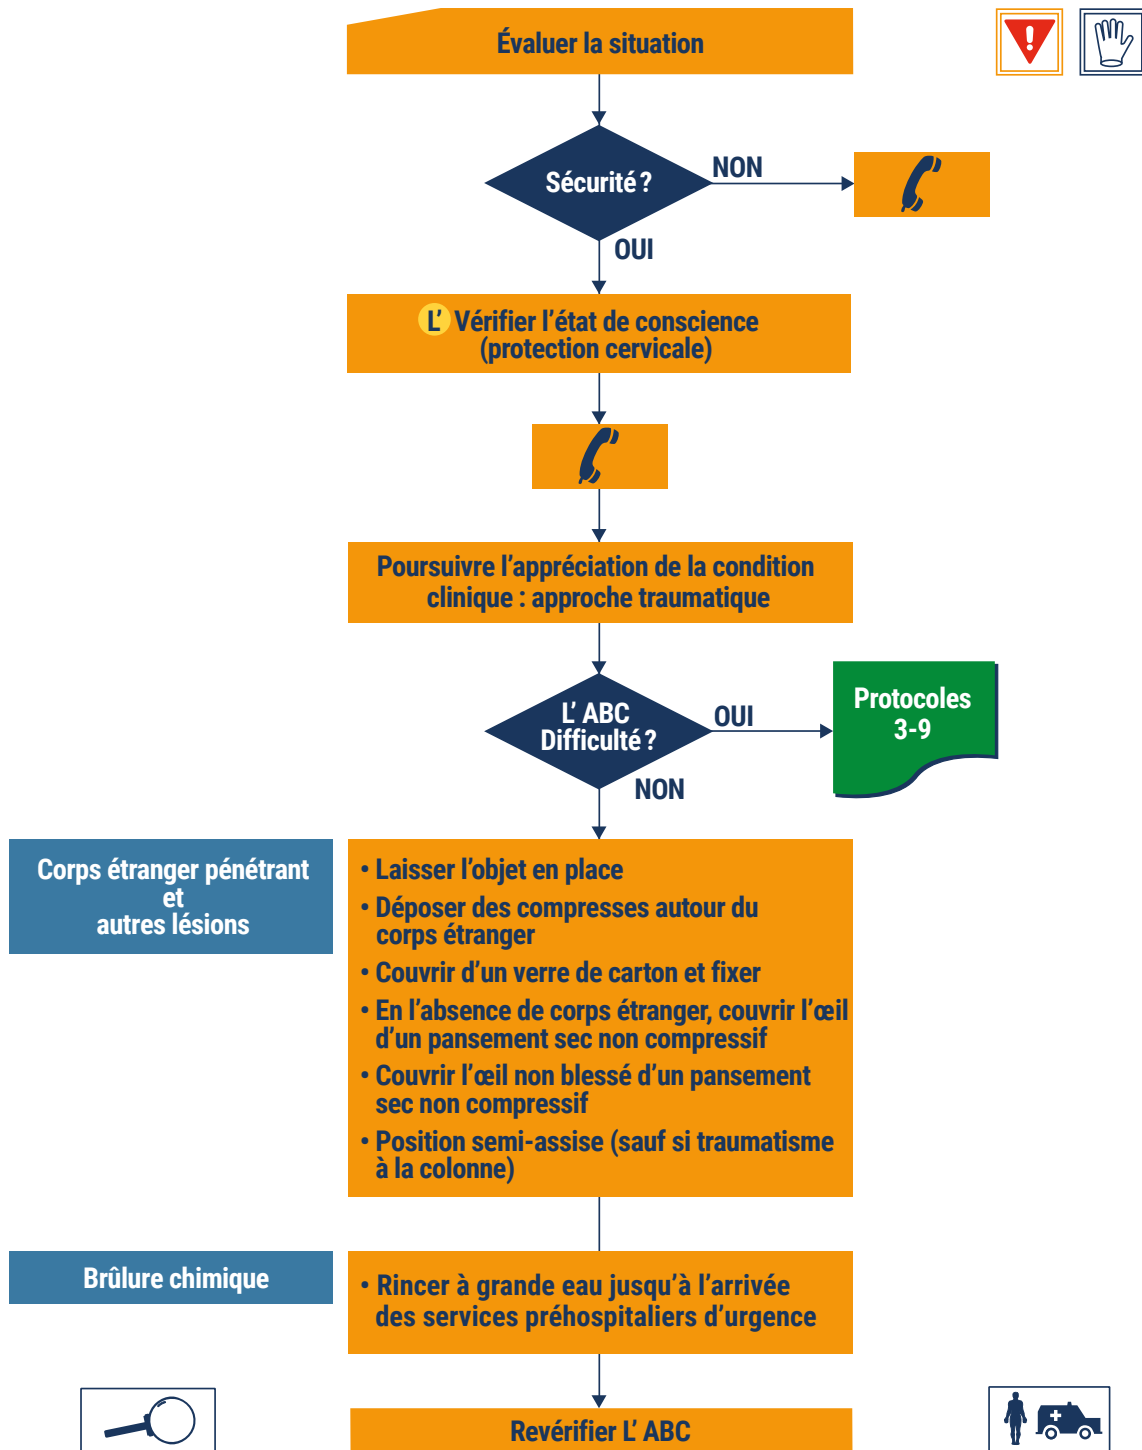 Évaluer la situation
Sécurité ?
NON
OUI
L' Vérifier l'état de conscience
(protection cervicale)
Poursuivre l'appréciation de la condition
clinique : approche traumatique
L' ABC
Difficulté ?
OUI
Protocoles
3-9
NON
Corps étranger pénétrant
et
autres lésions
• Laisser l'objet en place
• Déposer des compresses autour du
corps étranger
• Couvrir d'un verre de carton et fixer
• En l'absence de corps étranger, couvrir l'œil
d'un pansement sec non compressif
• Couvrir l'œil non blessé d'un pansement
sec non compressif
• Position semi-assise (sauf si traumatisme
à la colonne)
Brûlure chimique
• Rincer à grande eau jusqu'à l'arrivée
des services préhospitaliers d'urgence
Revérifier L' ABC